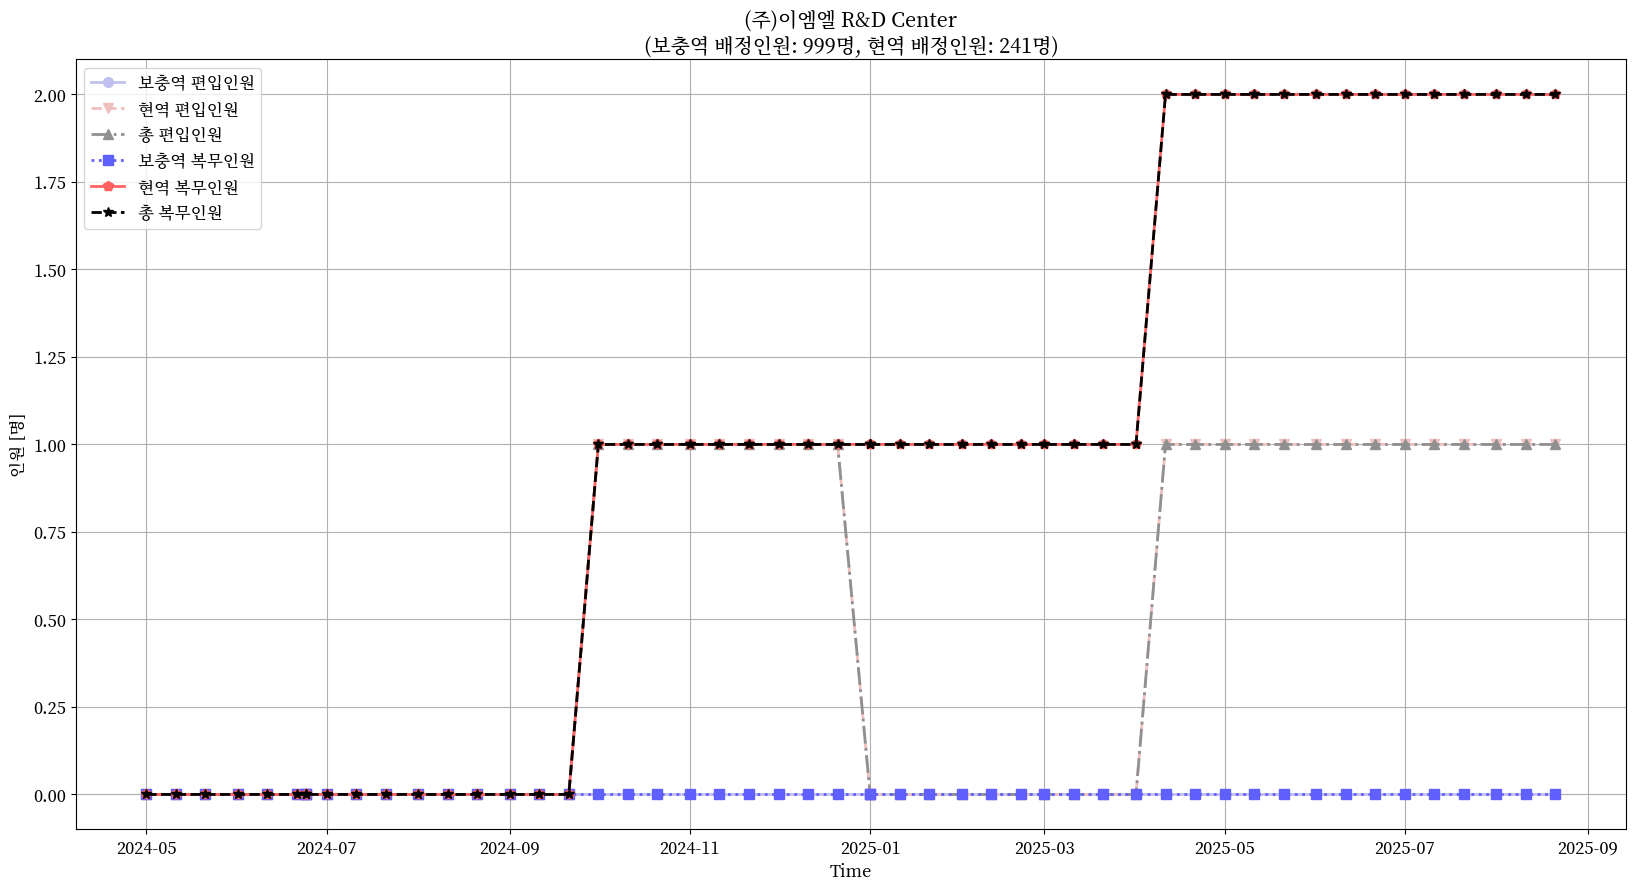 (주)이엠엘 R&D Center
(보충역 배정인원: 999명, 현역 배정인원: 241명)
보충역 편입인원
현역 편입인원
총 편입인원
보충역 복무인원
현역 복무인원
총 복무인원
2.00
1.75
1.50
1.25
1.00
0.75
0.50
0.25
0.00
인원 [명]
2024-05
2024-07
2024-09
2024-11
2025-01
2025-03
2025-05
2025-07
2025-09
Time